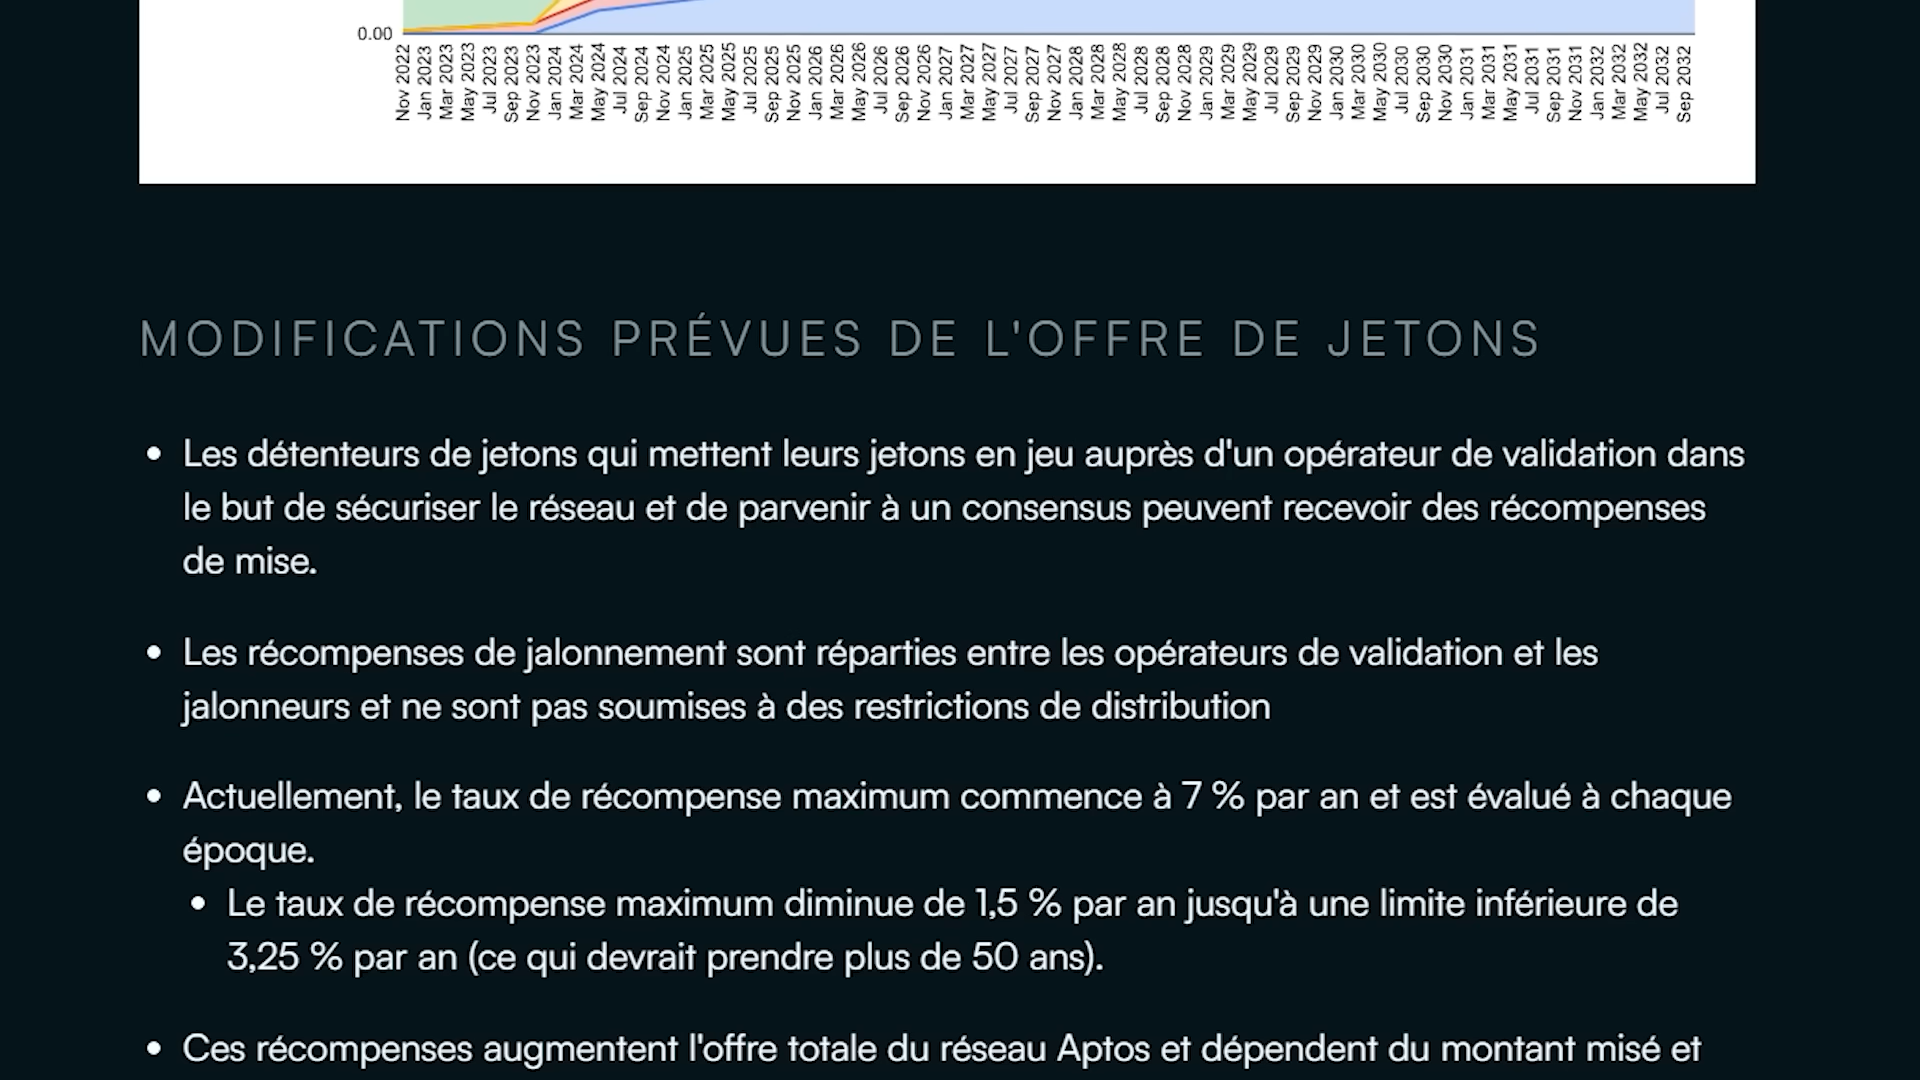 0.00
Nov 2022
Jan 2023
Mar 2023
May 2023
Jul 2023
Sep 2023
Nov 2023
Jan 2024
Mar 2024
May 2024
Jul 2024
Sep 2024
Nov 2024
Jan 2025
Mar 2025
May 2025
Jul 2025
Sep 2025
Nov 2025
Jan 2026
Mar 2026
May 2026
Jul 2026
Sep 2026
Nov 2026
Jan 2027
Mar 2027
May 2027
Jul 2027
Sep 2027
Nov 2027
Jan 2028
Mar 2028
May 2028
Jul 2028
Sep 2028
Nov 2028
Jan 2029
Mar 2029
May 2029
Jul 2029
Sep 2029
Nov 2029
Jan 2030
Mar 2030
May 2030
Jul 2030
Sep 2030
Nov 2030
Jan 2031
Mar 2031
May 2031
Jul 2031
Sep 2031
Nov 2031
Jan 2032
Mar 2032
May 2032
Jul 2032
Sep 2032
MODIFICATIONS PRÉVUES DE L'OFFRE DE JETONS
• Les détenteurs de jetons qui mettent leurs jetons en jeu auprès d'un opérateur de validation dans
le but de sécuriser le réseau et de parvenir à un consensus peuvent recevoir des récompenses
de mise.
• Les récompenses de jalonnement sont réparties entre les opérateurs de validation et les
jalonneurs et ne sont pas soumises à des restrictions de distribution
• Actuellement, le taux de récompense maximum commence à 7 % par an et est évalué à chaque
époque.
• Le taux de récompense maximum diminue de 1,5 % par an jusqu'à une limite inférieure de
3,25 % par an (ce qui devrait prendre plus de 50 ans).
• Ces récompenses augmentent l'offre totale du réseau Aptos et dépendent du montant misé et